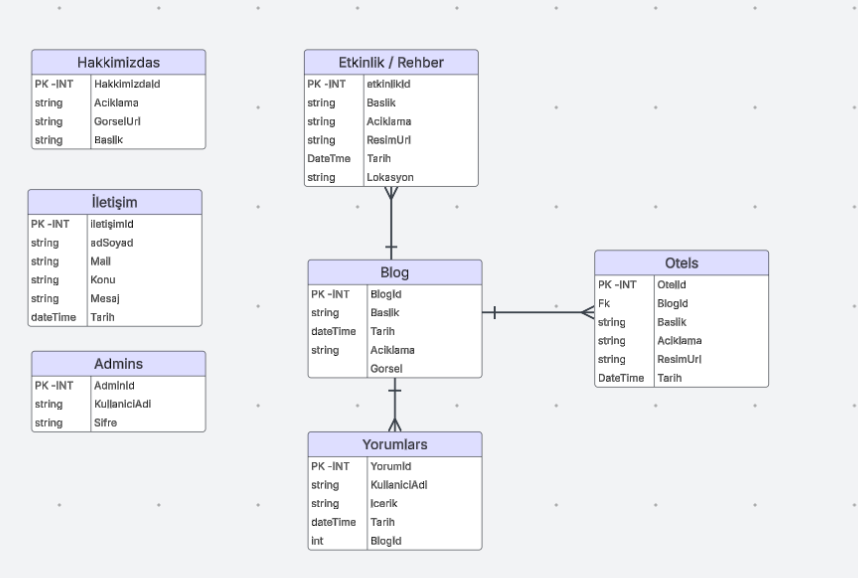 Hakkimizdas
PK -INT HakkimizdaId
string Aciklama
string GorselUrl
string Baslik
İletişim
PK -INT iletişimId
string adSoyad
string Mail
string Konu
string Mesaj
dateTime Tarih
Admins
PK -INT AdminId
string KullaniciAdi
string Sifre
Etkinlik / Rehber
PK -INT etkinlikId
string Baslik
string Aciklama
string ResimUrl
DateTme Tarih
string Lokasyon
Blog
PK -INT BlogId
string Baslik
dateTime Tarih
string Aciklama
Gorsel
Yorumlars
PK -INT YorumId
string KullaniciAdi
string Icerik
dateTime Tarih
int BlogId
Otels
PK -INT OtelId
Fk BlogId
string Baslik
string Aciklama
string ResimUrl
DateTime Tarih